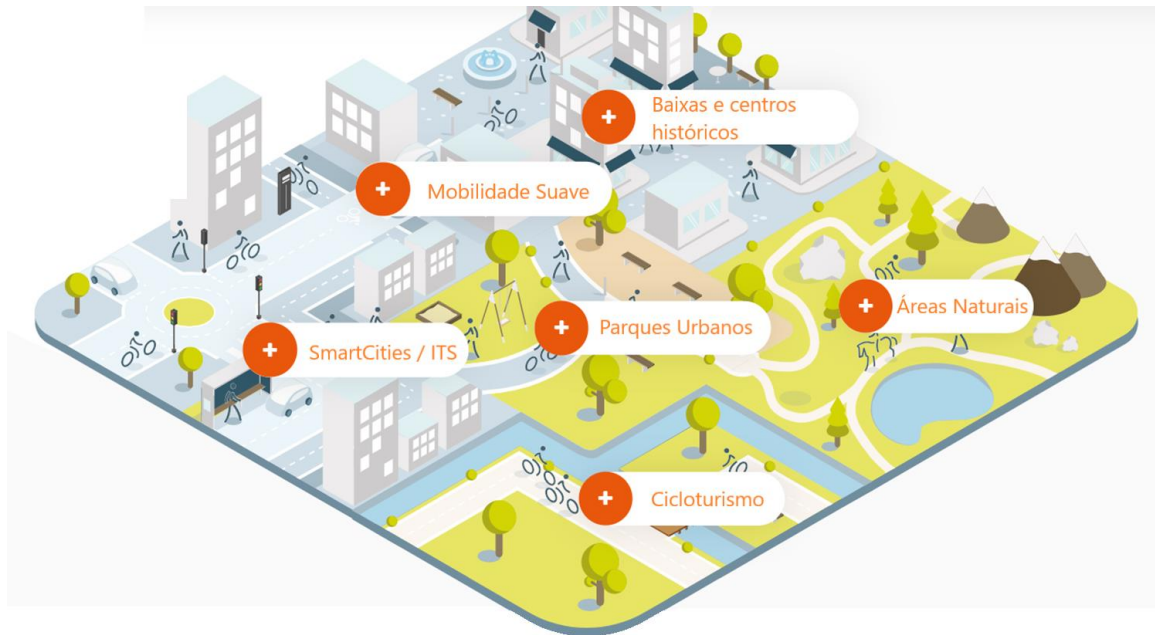 Baixas e centros
históricos
Mobilidade Suave
Áreas Naturais
Parques Urbanos
SmartCities / ITS
Cicloturismo